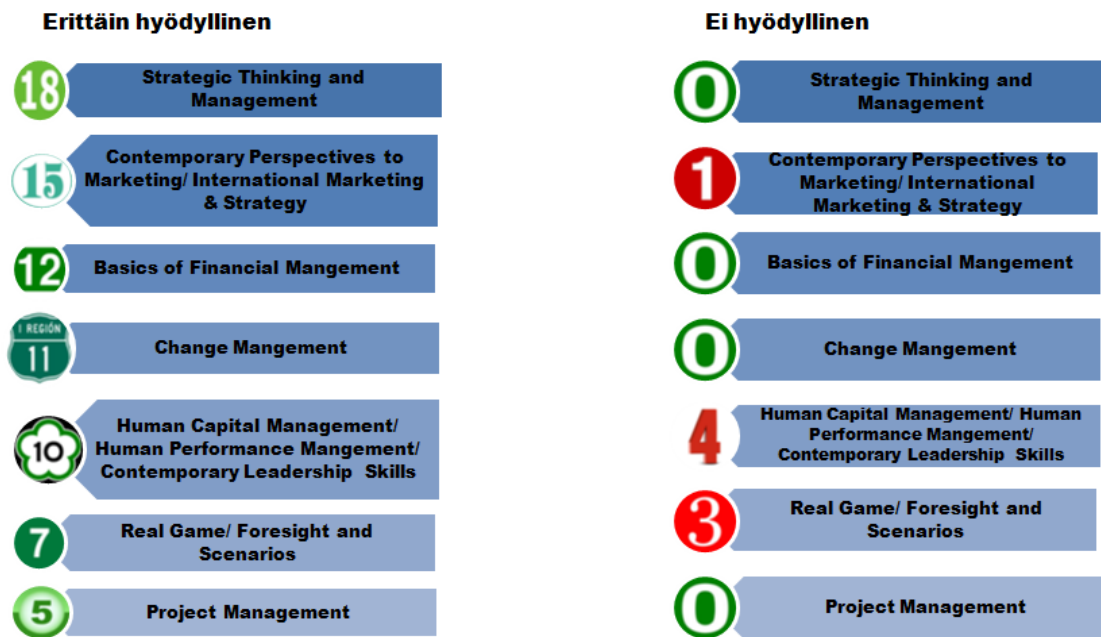 Erittäin hyödyllinen
18
Strategic Thinking and
Management
15
Contemporary Perspectives to
Marketing/ International Marketing
& Strategy
12
Basics of Financial Mangement
I REGIÓN
11
Change Mangement
10
Human Capital Management/
Human Performance Mangement/
Contemporary Leadership Skills
7
Real Game/ Foresight and
Scenarios
5
Project Management
Ei hyödyllinen
0
Strategic Thinking and
Management
1
Contemporary Perspectives to
Marketing/ International
Marketing & Strategy
0
Basics of Financial Mangement
0
Change Mangement
4
Human Capital Management/ Human
Performance Mangement/
Contemporary Leadership Skills
3
Real Game/ Foresight and
Scenarios
0
Project Management